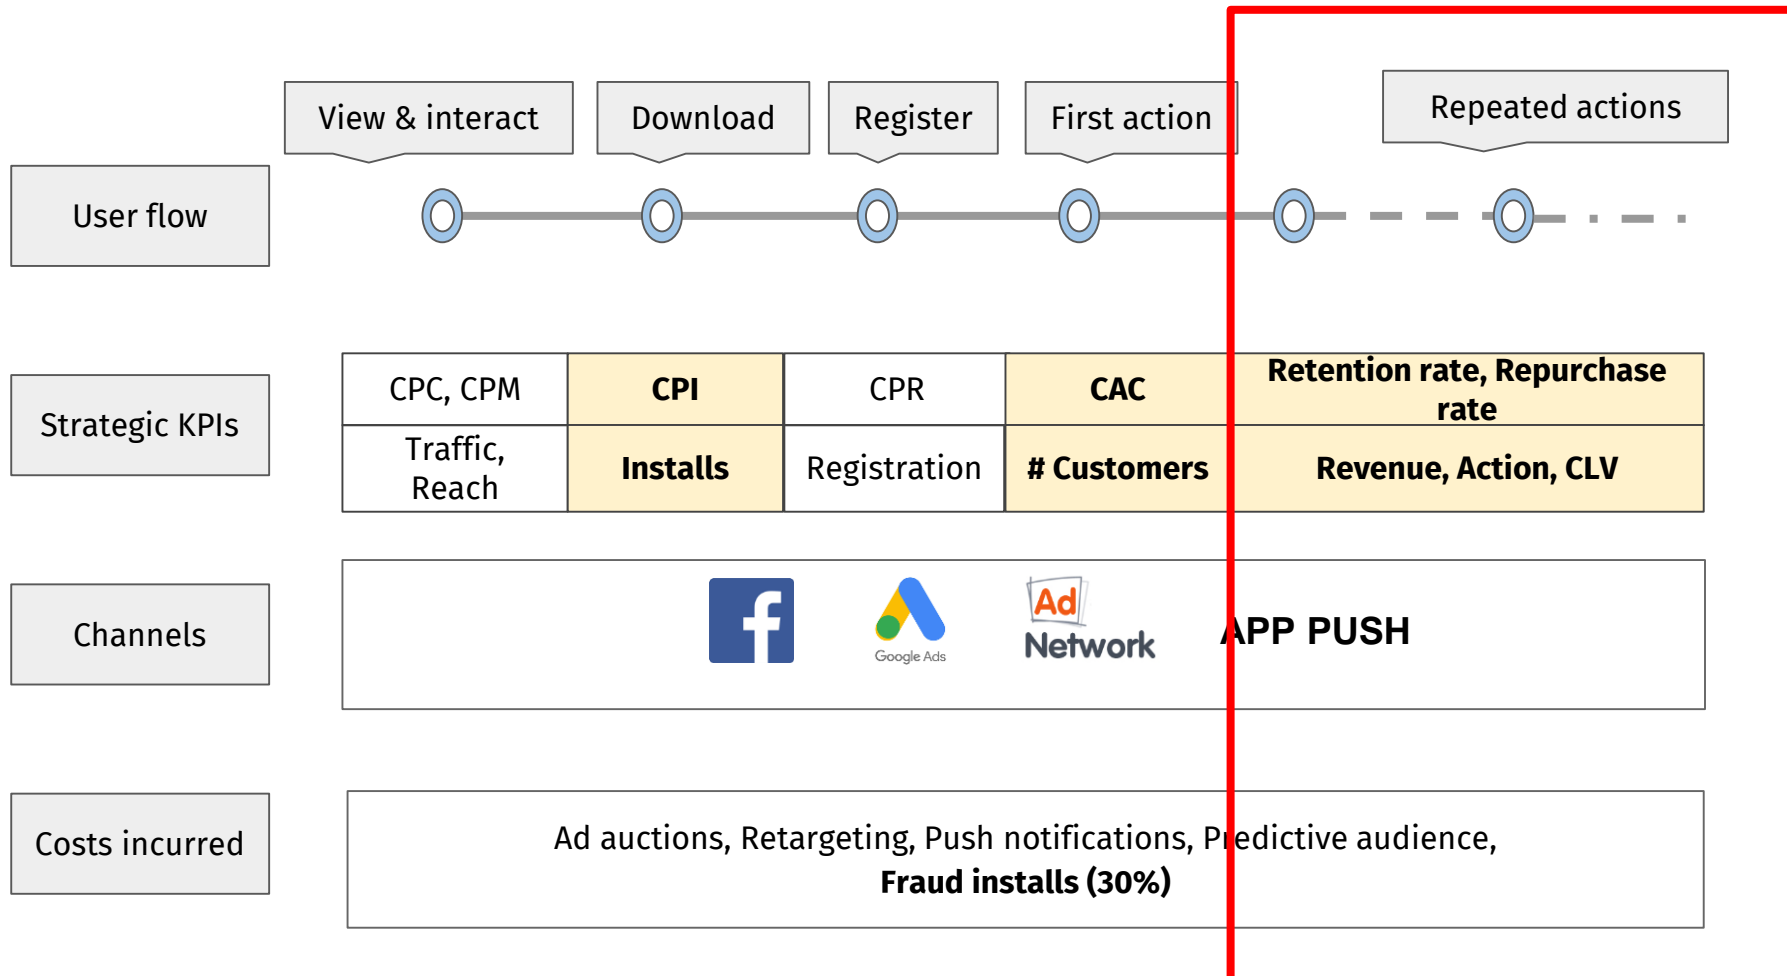 View & interact
Download
Register
First action
Repeated actions
User flow
Strategic KPIs
CPC, CPM
CPI
CPR
CAC
Retention rate, Repurchase
rate
Traffic,
Reach
Installs
Registration
# Customers
Revenue, Action, CLV
Channels
f
Google Ads
Ad
Network
APP PUSH
Costs incurred
Ad auctions, Retargeting, Push notifications, Predictive audience,
Fraud installs (30%)